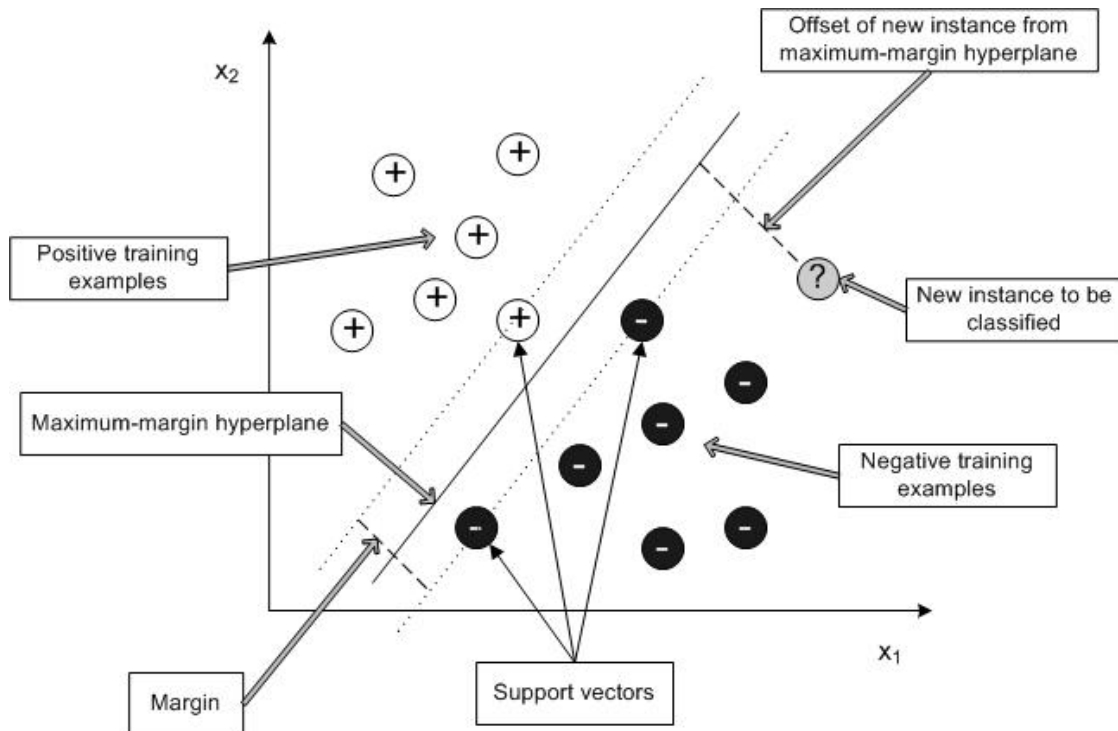 Offset of new instance from
maximum-margin hyperplane
x2
+
+
+
Positive training
examples
+
+
+
?
New instance to be
classified
-
-
Maximum-margin hyperplane
-
-
Negative training
examples
-
-
-
x1
Support vectors
Margin